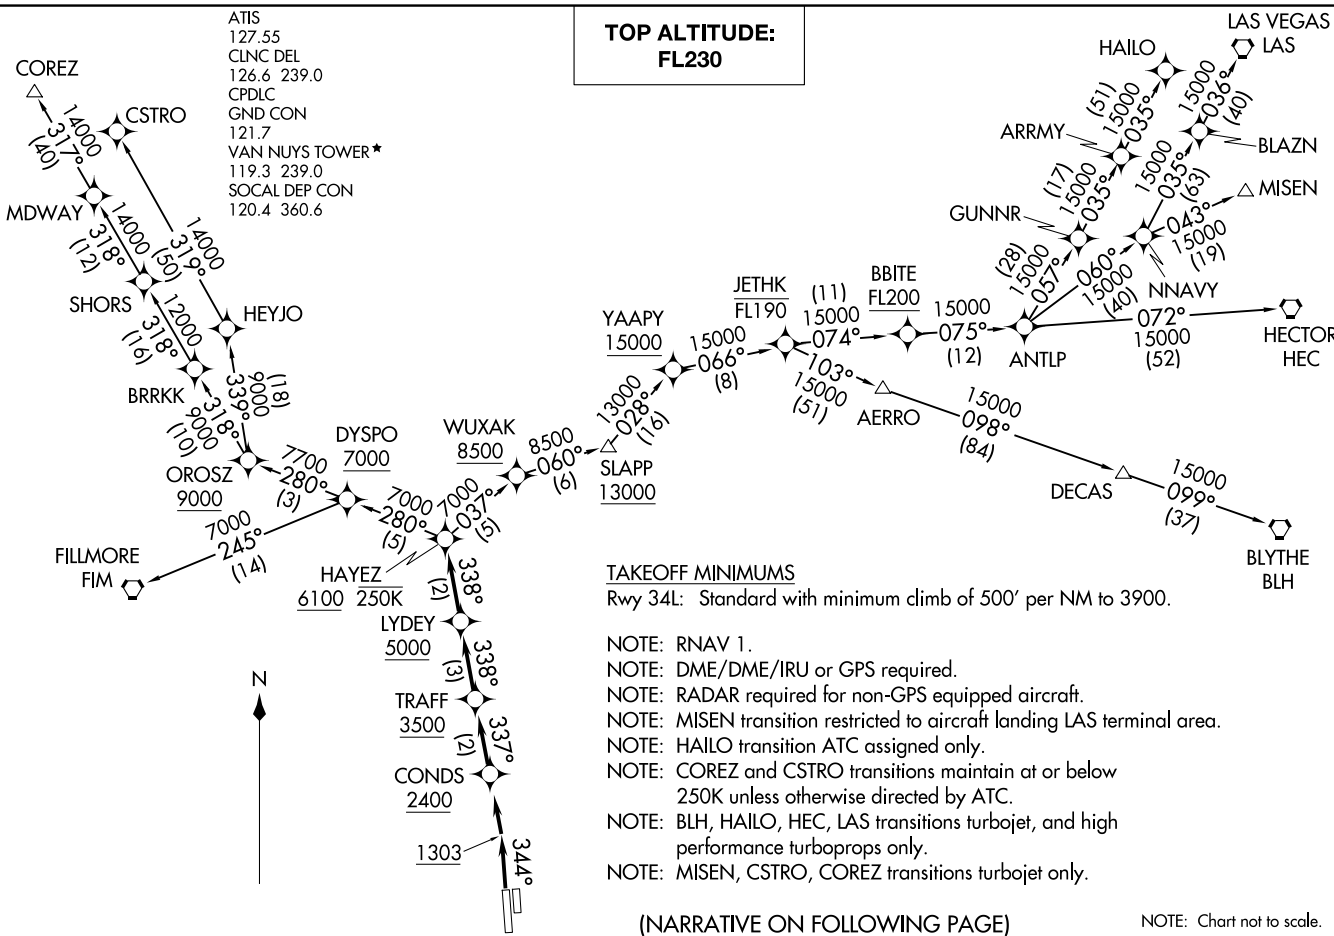 ATIS
127.55
CLNC DEL
126.6 239.0
CPDLC
GND CON
121.7
VAN NUYS TOWER★
119.3 239.0
SOCAL DEP CON
120.4 360.6
TOP ALTITUDE:
FL230
COREZ
14000
317°
(40)
CSTRO
MDWAY
14000
318°
(12)
14000
319°
(50)
SHORS
12000
318°
(16)
HEYJO
BRRKK
9000
318°
(10)
(18)
9000
339°
OROSZ
9000
7700
280°
(3)
DYSPO
7000
7000
245°
(14)
FILLMORE
FIM
7000
280°
(5)
HAYEZ
6100 250K
7000
037°
(5)
WUXAK
8500
8500
060°
(6)
SLAPP
13000
13000
028°
(16)
YAAPY
15000
15000
066°
(8)
JETHK
FL190
(11)
15000
074°
BBITE
FL200
15000
075°
(12)
ANTLP
103°
15000
(51)
AERRO
15000
098°
(84)
DECAS
15000
099°
(37)
BLYTHE
BLH
(28)
15000
057°
GUNNR
(17)
15000
035°
ARRMY
(51)
15000
035°
HAILO
060°
15000
(40)
NNAVY
15000
035°
(63)
BLAZN
15000
036°
(40)
LAS VEGAS
LAS
043°
15000
(19)
MISEN
072°
15000
(52)
HECTOR
HEC
338°
(2)
LYDEY
5000
338°
(3)
TRAFF
3500
337°
(2)
CONDS
2400
1303
344°
N
TAKEOFF MINIMUMS
Rwy 34L: Standard with minimum climb of 500' per NM to 3900.
NOTE: RNAV 1.
NOTE: DME/DME/IRU or GPS required.
NOTE: RADAR required for non-GPS equipped aircraft.
NOTE: MISEN transition restricted to aircraft landing LAS terminal area.
NOTE: HAILO transition ATC assigned only.
NOTE: COREZ and CSTRO transitions maintain at or below
250K unless otherwise directed by ATC.
NOTE: BLH, HAILO, HEC, LAS transitions turbojet, and high
performance turboprops only.
NOTE: MISEN, CSTRO, COREZ transitions turbojet only.
(NARRATIVE ON FOLLOWING PAGE)
NOTE: Chart not to scale.